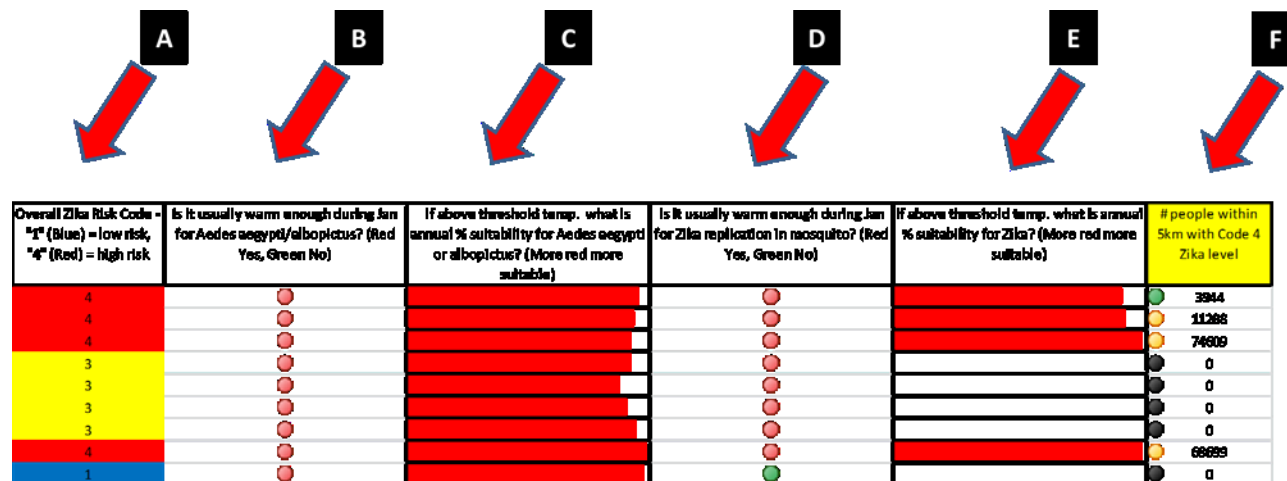 A B C D E F
Overall Zika Risk Code - "1" (Blue) = low risk, "4" (Red) = high risk
Is it usually warm enough during Jan for Aedes aegypti/albopictus? (Red Yes, Green No)
If above threshold temp. what is annual % suitability for Aedes aegypti or albopictus? (More red more suitable)
Is it usually warm enough during Jan for Zika replication in mosquito? (Red Yes, Green No)
If above threshold temp. what is annual % suitability for Zika? (More red more suitable)
# people within 5km with Code 4 Zika level
4 3944
4 11288
4 74609
3 0
3 0
3 0
3 0
4 68699
1 0